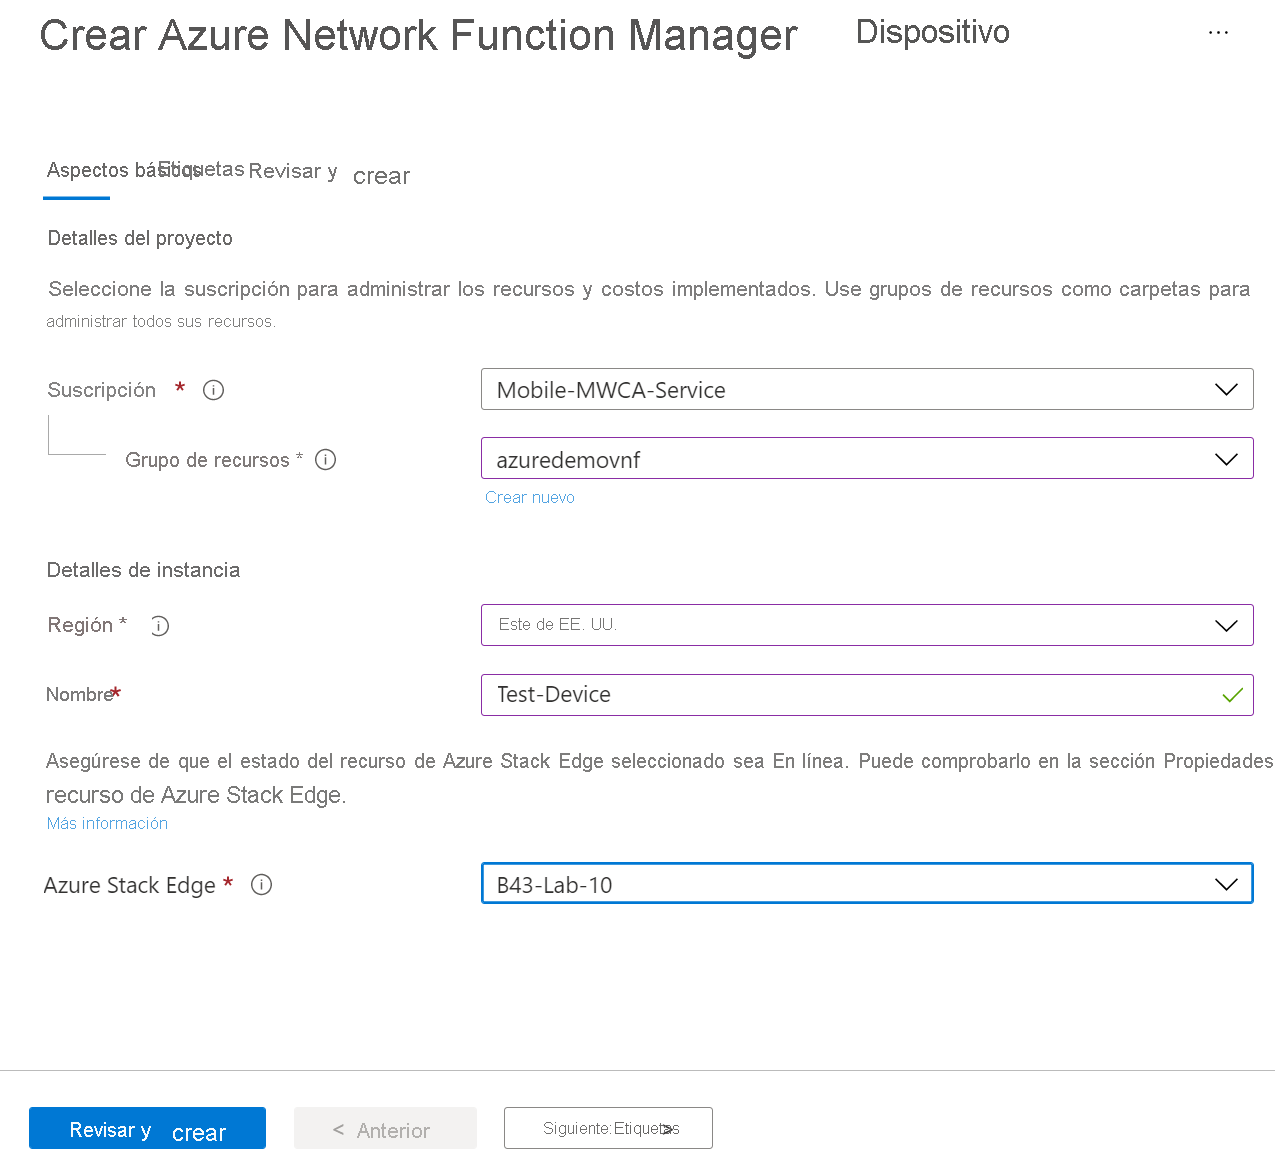 Crear Azure Network Function Manager Dispositivo ...
Aspectos básicos Etiquetas Revisar y crear
Detalles del proyecto
Seleccione la suscripción para administrar los recursos y costos implementados. Use grupos de recursos como carpetas para
administrar todos sus recursos.
Suscripción * Mobile-MWCA-Service
Grupo de recursos * azuredemovnf
Crear nuevo
Detalles de instancia
Región * Este de EE. UU.
Nombre* Test-Device
Asegúrese de que el estado del recurso de Azure Stack Edge seleccionado sea En línea. Puede comprobarlo en la sección Propiedades
recurso de Azure Stack Edge.
Más información
Azure Stack Edge * B43-Lab-10
Revisar y crear < Anterior Siguiente:Etiquetas >